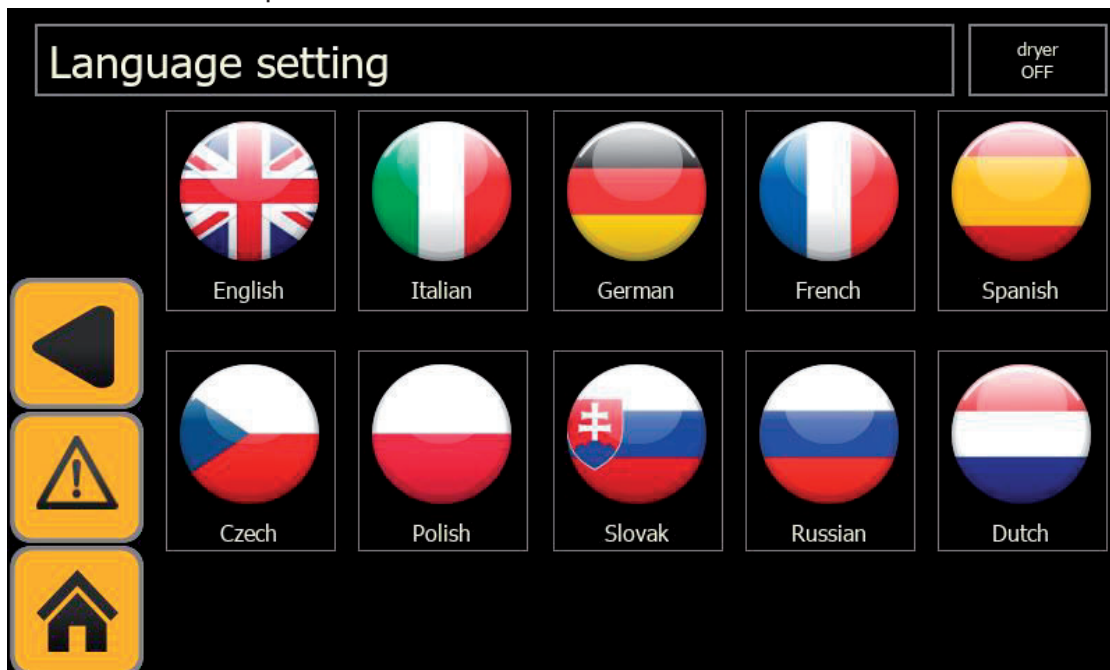 Language setting
dryer
OFF
English
Italian
German
French
Spanish
Czech
Polish
Slovak
Russian
Dutch